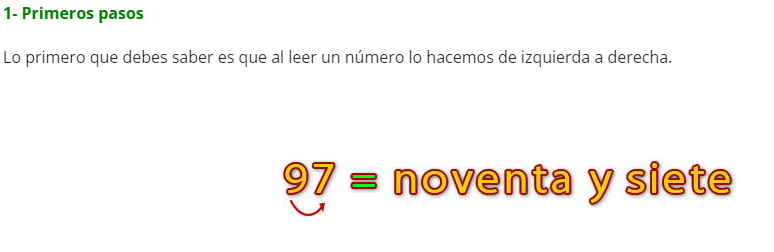 1- Primeros pasos
Lo primero que debes saber es que al leer un número lo hacemos de izquierda a derecha.
97 = noventa y siete